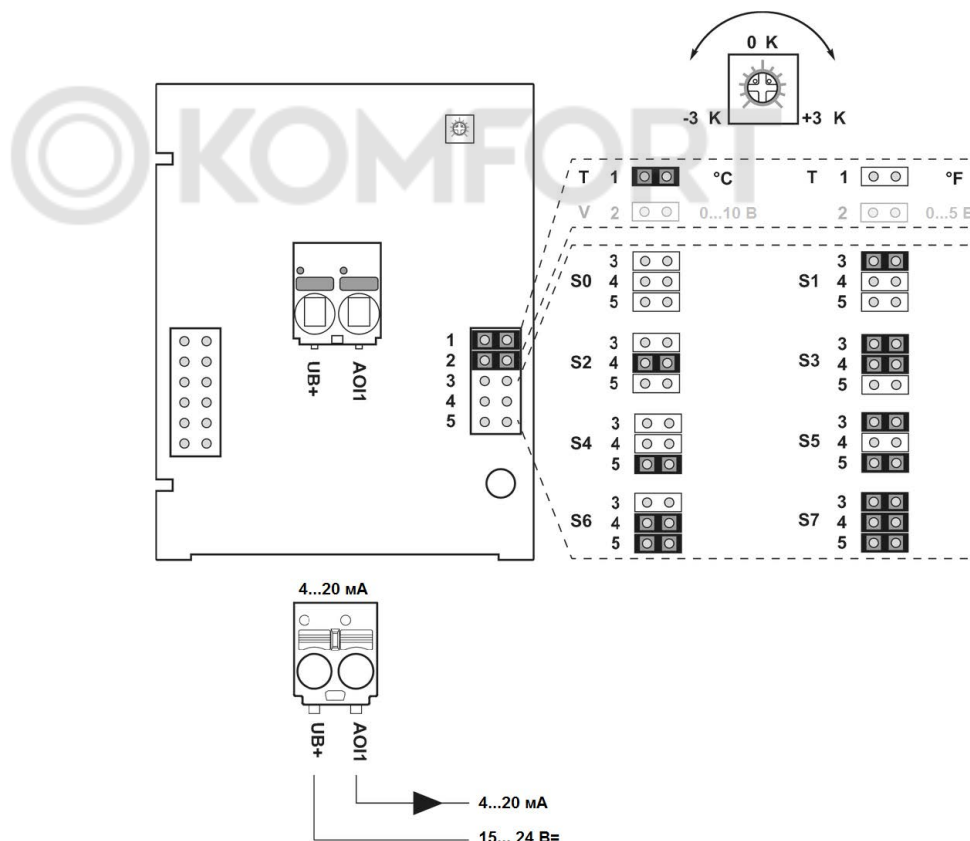 KOMFORT
0 K
-3 K +3 K
T 1 °C T 1 °F
V 2 0...10 В 2 0...5 В
3 3
S0 4 S1 4
5 5
3 3
S2 4 S3 4
5 5
3 3
S4 4 S5 4
5 5
3 3
S6 4 S7 4
5 5
1
2
3
4
5
UB+ AOI1
4...20 мА
UB+ AOI1
4...20 мА
15... 24 В=